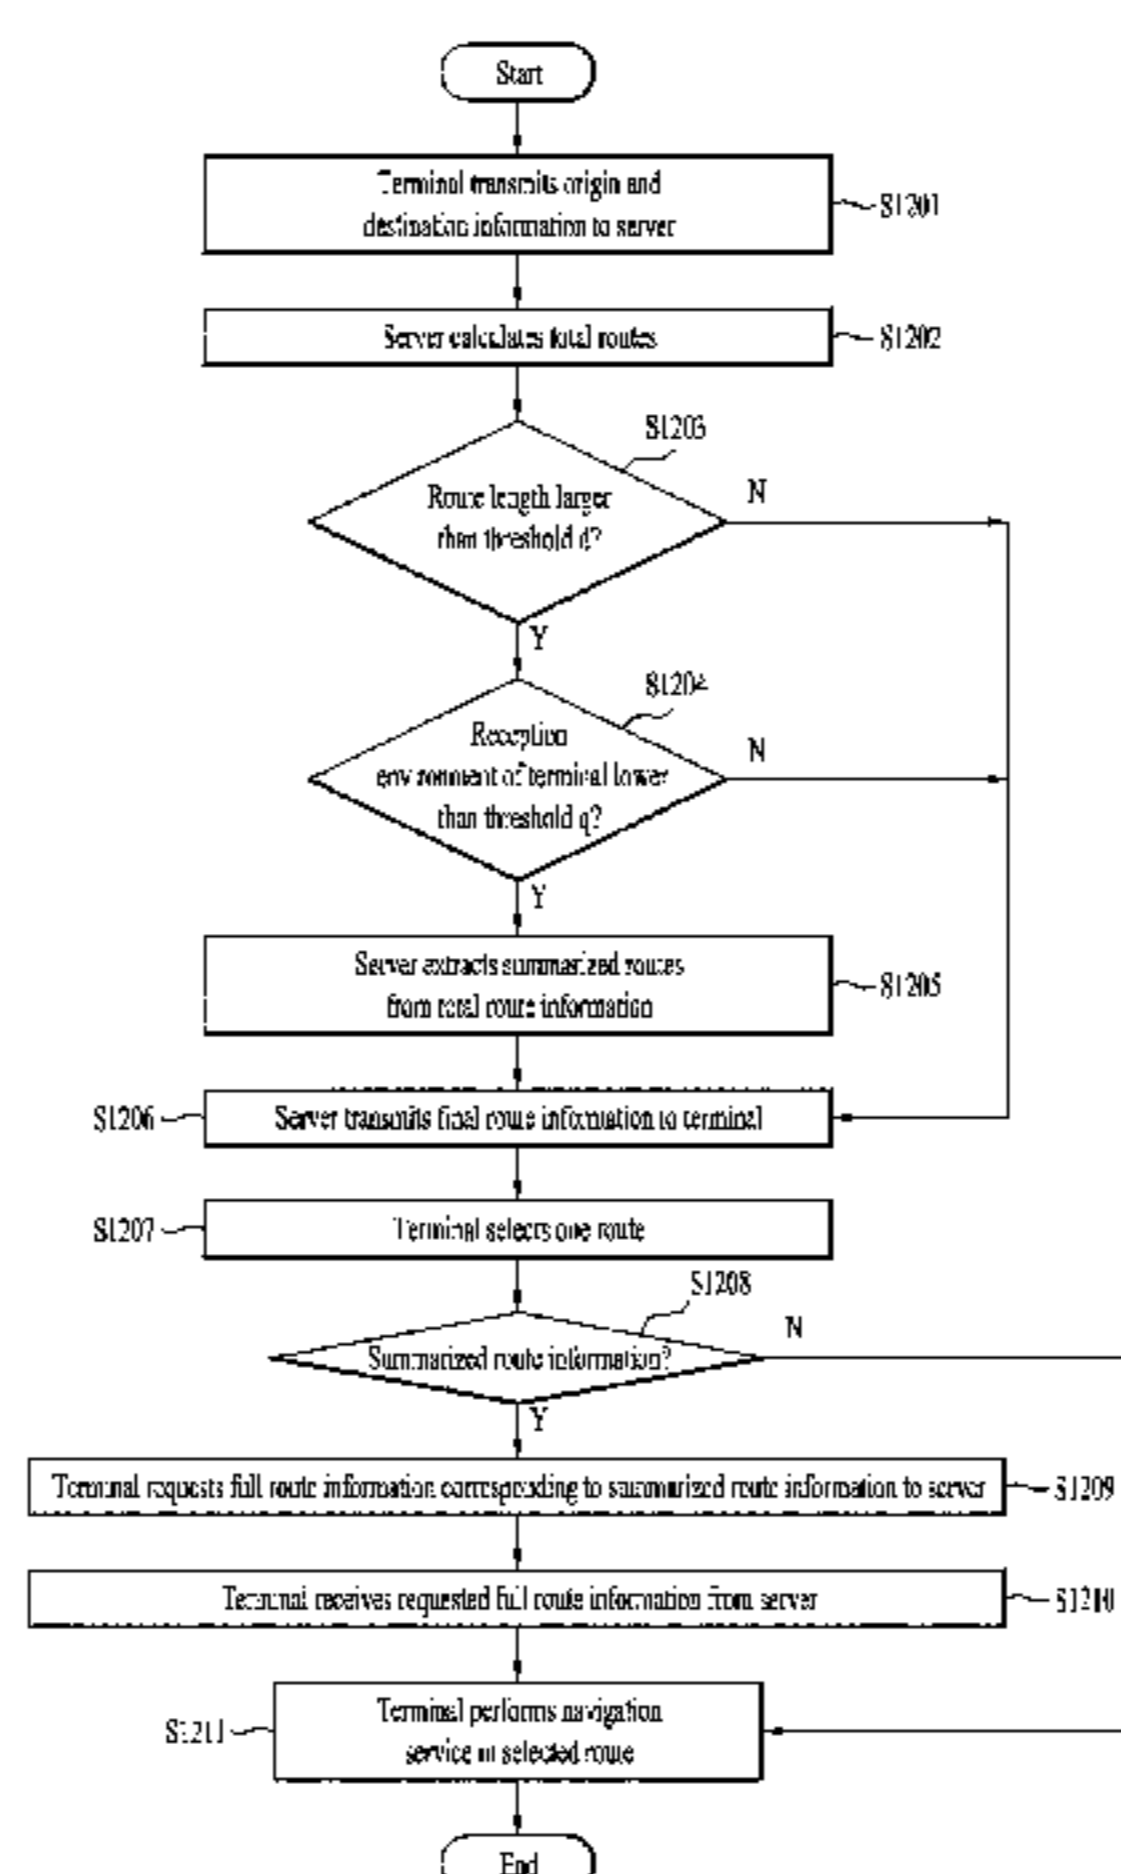 Start
Terminal transmits origin and
destination information to server
S1201
Server calculates total routes
S1202
S1203
Route length larger
than threshold d?
N
Y
S1204
Reception
environment of terminal lower
than threshold q?
N
Y
Server extracts summarized routes
from total route information
S1205
S1206
Server transmits final route information to terminal
S1207
Terminal selects one route
S1208
Summarized route information?
N
Y
Terminal requests full route information corresponding to summarized route information to server
S1209
Terminal receives requested full route information from server
S1210
S1211
Terminal performs navigation
service in selected route
End